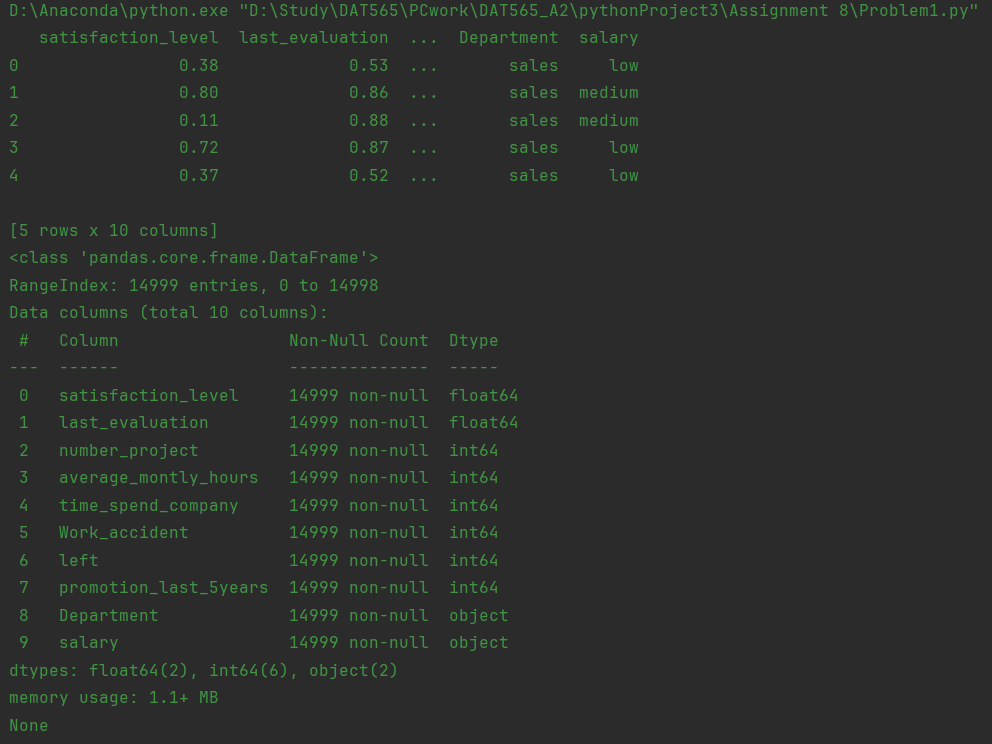 D:\Anaconda\python.exe "D:\Study\DAT565\PCwork\DAT565_A2\pythonProject3\Assignment 8\Problem1.py"
   satisfaction_level  last_evaluation  ...  Department  salary
0                0.38             0.53  ...       sales     low
1                0.80             0.86  ...       sales  medium
2                0.11             0.88  ...       sales  medium
3                0.72             0.87  ...       sales     low
4                0.37             0.52  ...       sales     low

[5 rows x 10 columns]
<class 'pandas.core.frame.DataFrame'>
RangeIndex: 14999 entries, 0 to 14998
Data columns (total 10 columns):
 #   Column                 Non-Null Count  Dtype
---  ------                 --------------  -----
 0   satisfaction_level     14999 non-null  float64
 1   last_evaluation        14999 non-null  float64
 2   number_project         14999 non-null  int64
 3   average_montly_hours   14999 non-null  int64
 4   time_spend_company     14999 non-null  int64
 5   Work_accident          14999 non-null  int64
 6   left                   14999 non-null  int64
 7   promotion_last_5years  14999 non-null  int64
 8   Department             14999 non-null  object
 9   salary                 14999 non-null  object
dtypes: float64(2), int64(6), object(2)
memory usage: 1.1+ MB
None